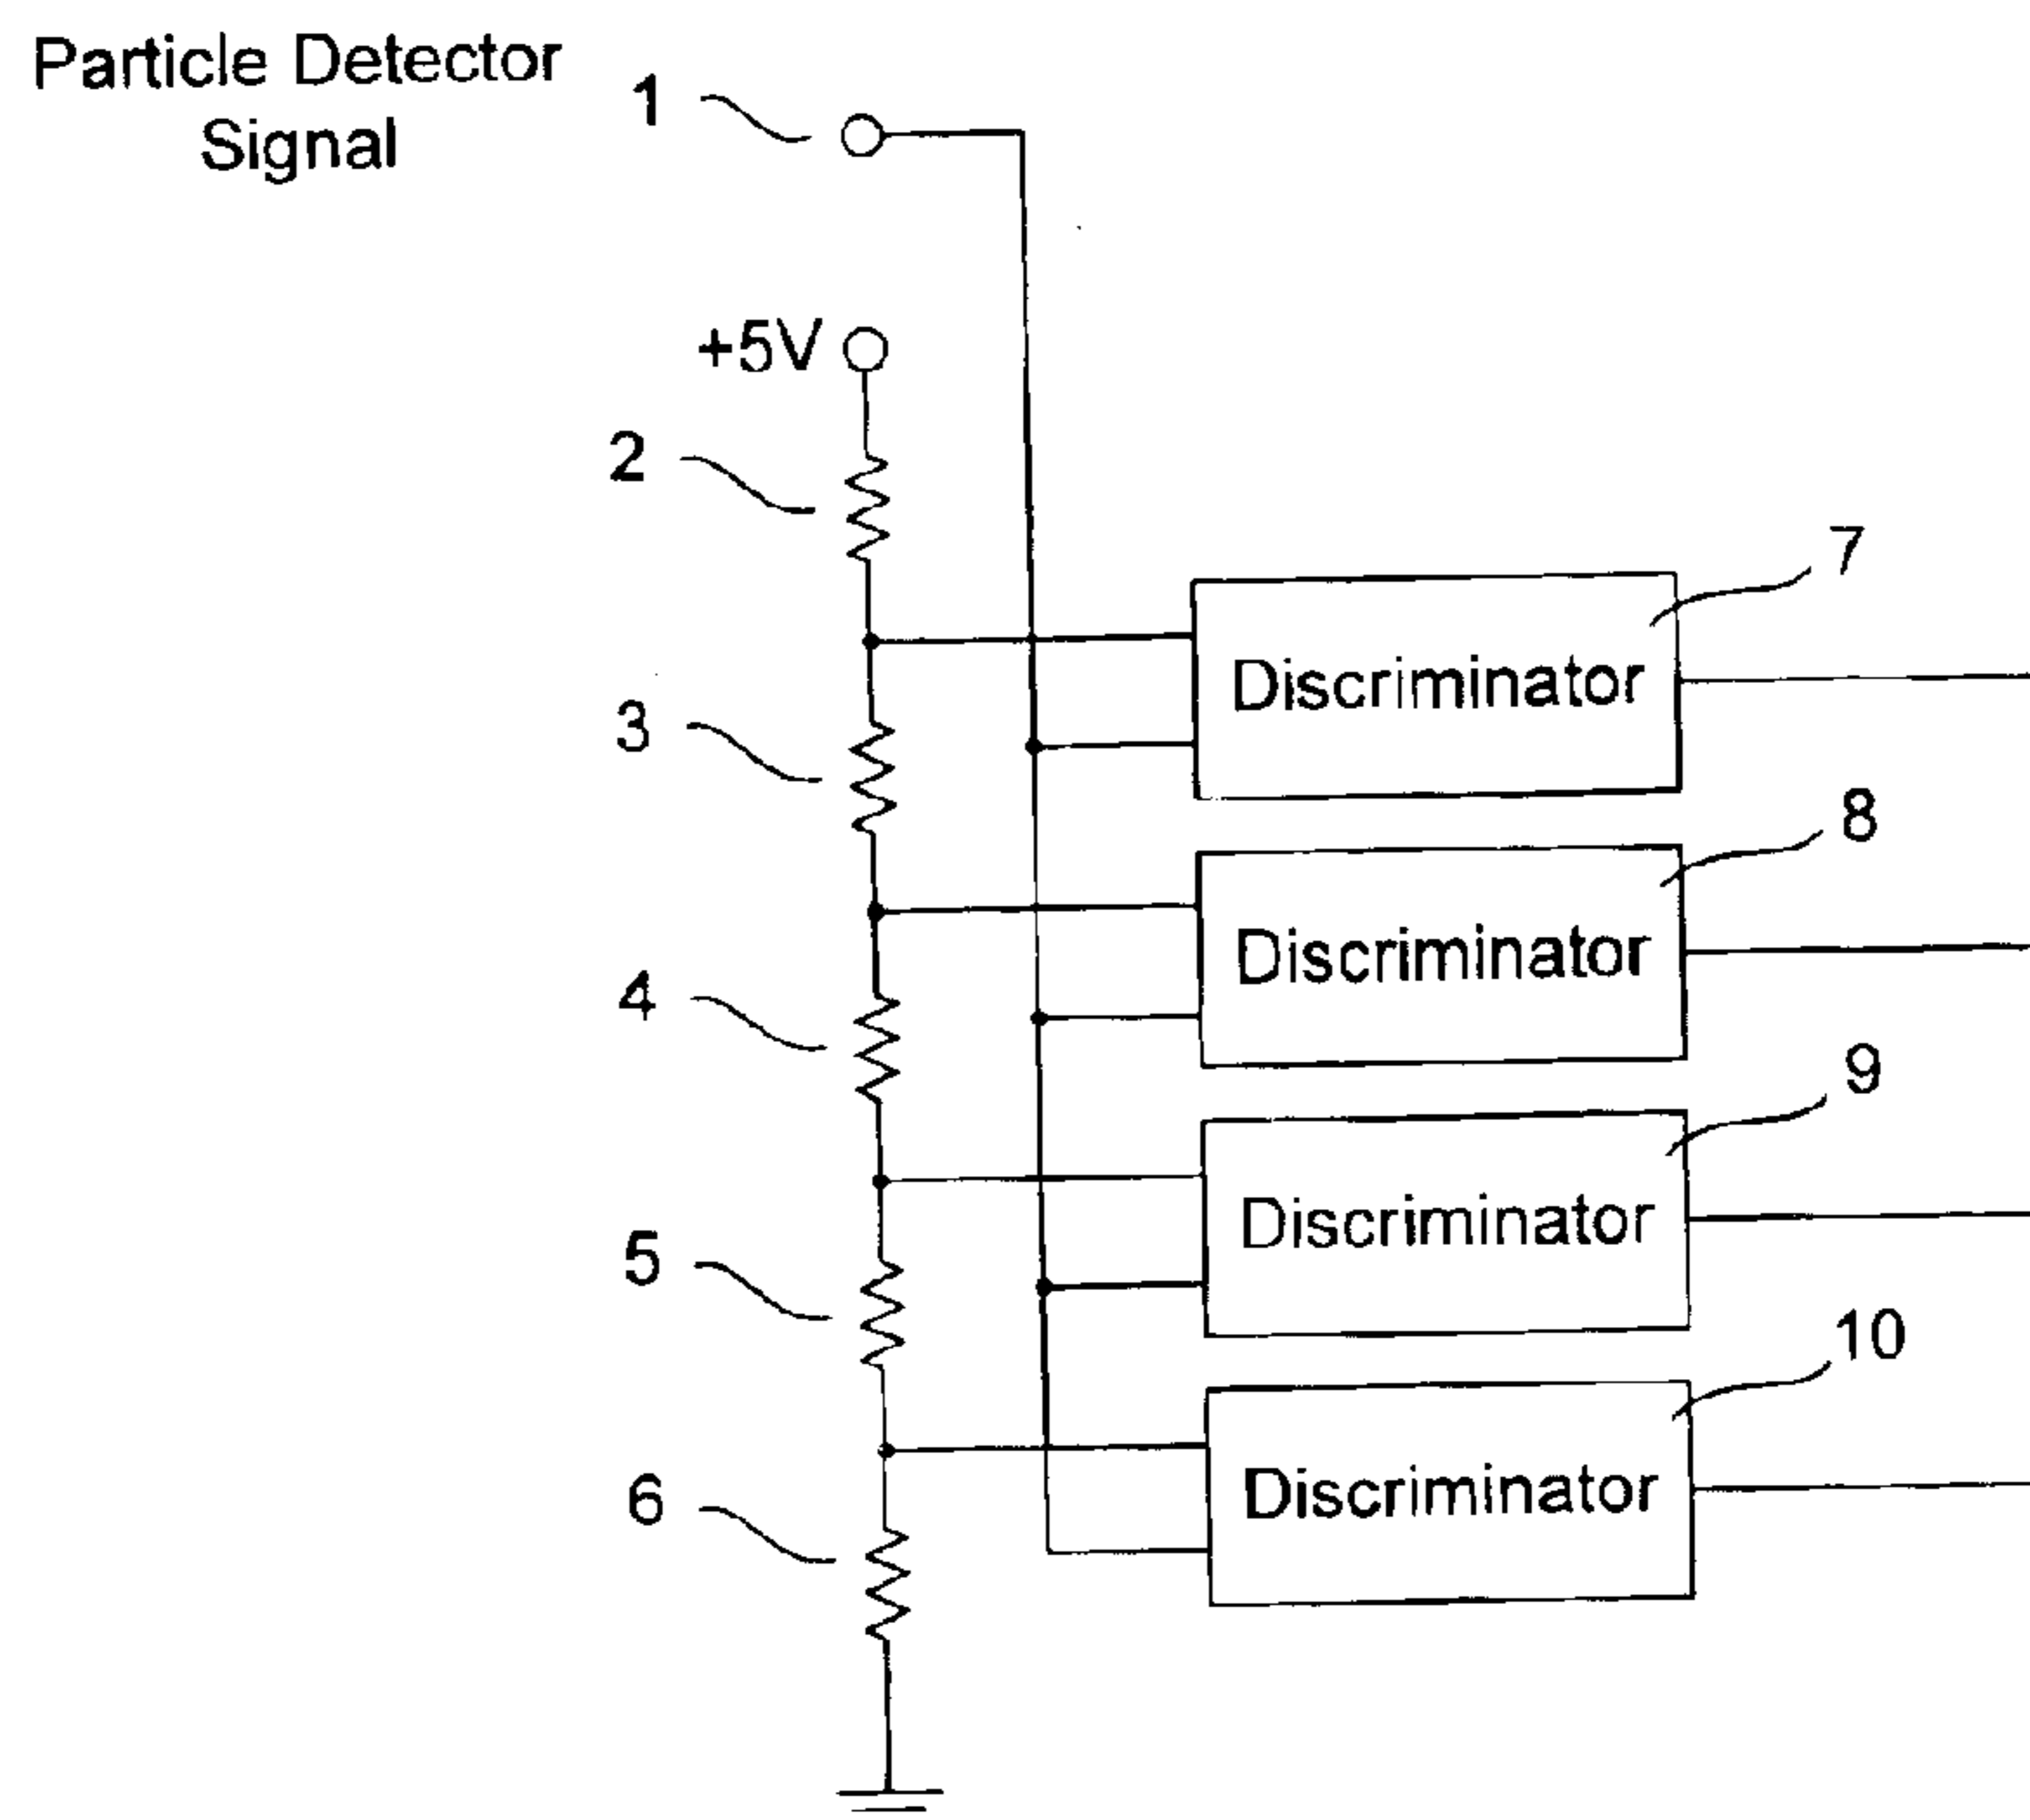 Particle Detector
Signal
1
+5V
2
7
Discriminator
3
8
Discriminator
4
9
Discriminator
5
10
Discriminator
6